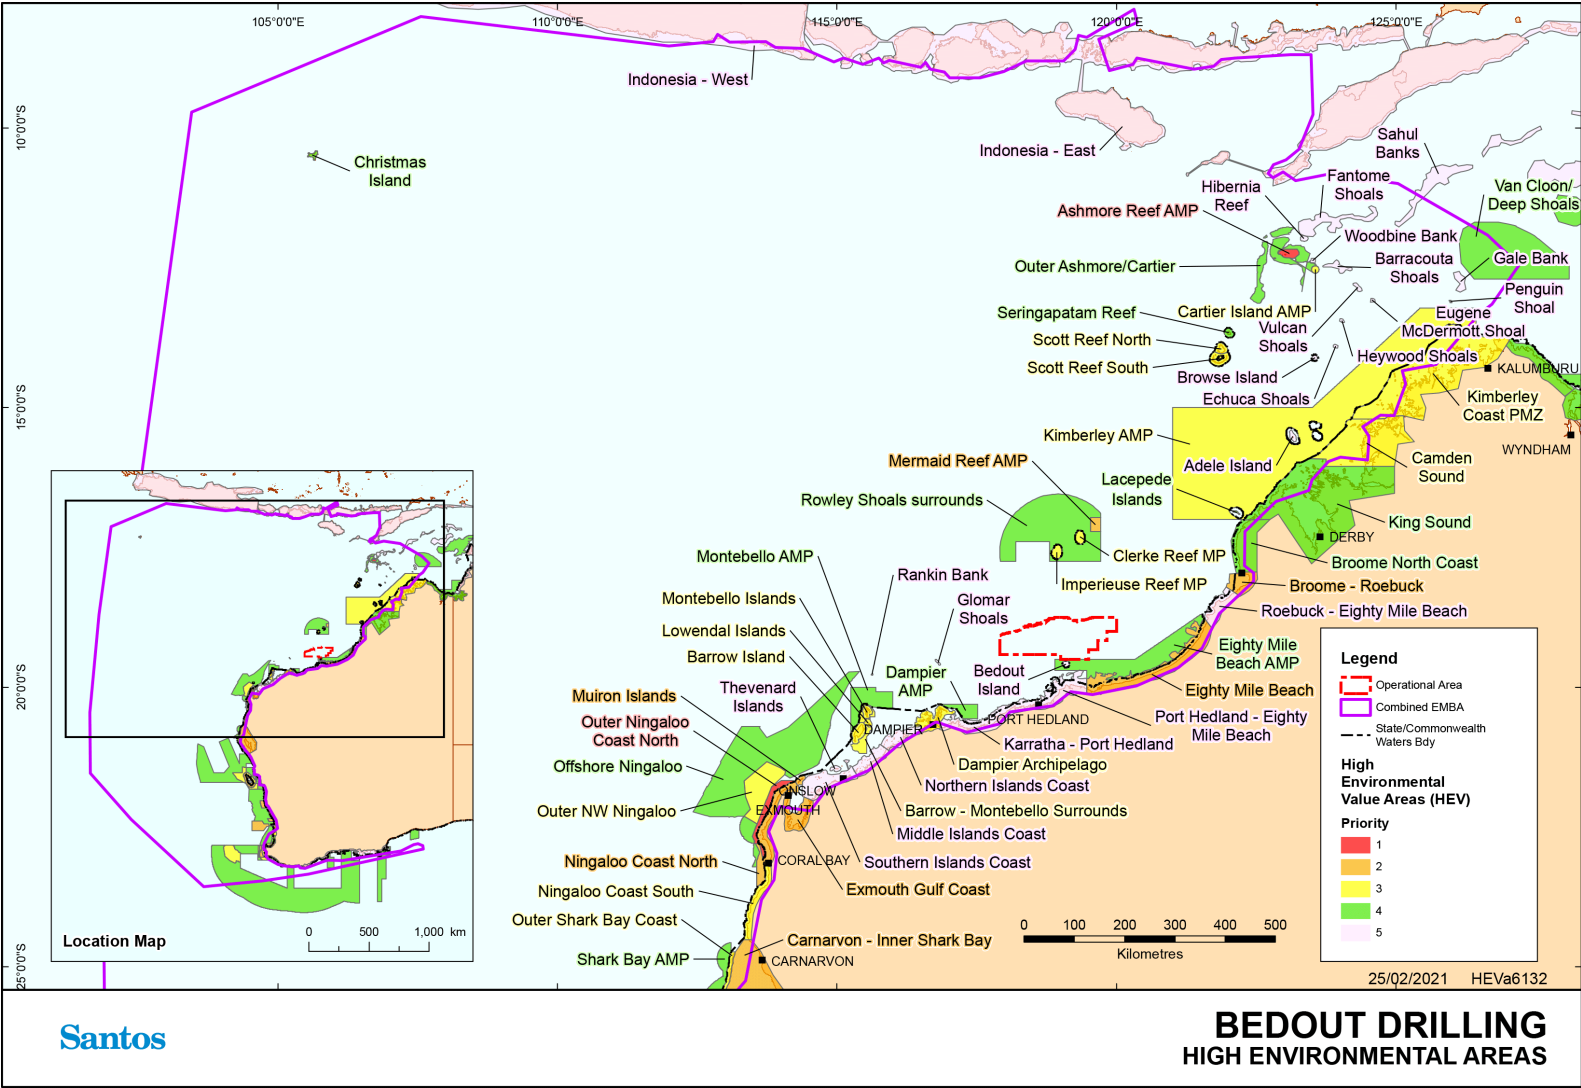 105°0'0"E
110°0'0"E
115°0'0"E
120°0'0"E
125°0'0"E
10°0'0"S
15°0'0"S
20°0'0"S
25°0'0"S
Indonesia - West
Indonesia - East
Christmas
Island
Sahul
Banks
Fantome
Shoals
Hibernia
Reef
Van Cloon/
Deep Shoals
Ashmore Reef AMP
Woodbine Bank
Outer Ashmore/Cartier
Barracouta
Shoals
Gale Bank
Penguin
Shoal
Seringapatam Reef
Cartier Island AMP
Eugene
McDermott Shoal
Vulcan
Shoals
Scott Reef North
Scott Reef South
Heywood Shoals
Browse Island
Echuca Shoals
KALUMBURU
Kimberley
Coast PMZ
Kimberley AMP
WYNDHAM
Mermaid Reef AMP
Adele Island
Camden
Sound
Lacepede
Islands
Rowley Shoals surrounds
King Sound
DERBY
Montebello AMP
Clerke Reef MP
Broome North Coast
Rankin Bank
Imperieuse Reef MP
Broome - Roebuck
Montebello Islands
Glomar
Shoals
Roebuck - Eighty Mile Beach
Lowendal Islands
Barrow Island
Eighty Mile
Beach AMP
Dampier
AMP
Bedout
Island
Thevenard
Islands
Muiron Islands
Eighty Mile Beach
Outer Ningaloo
Coast North
DAMPIER
PORT HEDLAND
Port Hedland - Eighty
Mile Beach
Karratha - Port Hedland
Offshore Ningaloo
Dampier Archipelago
Northern Islands Coast
ONSLOW
Outer NW Ningaloo
EXMOUTH
Barrow - Montebello Surrounds
Middle Islands Coast
Ningaloo Coast North
CORAL BAY
Southern Islands Coast
Ningaloo Coast South
Exmouth Gulf Coast
Outer Shark Bay Coast
Carnarvon - Inner Shark Bay
Shark Bay AMP
CARNARVON
Location Map
0 500 1,000 km
0 100 200 300 400 500
Kilometres
Legend
Operational Area
Combined EMBA
State/Commonwealth
Waters Bdy
High
Environmental
Value Areas (HEV)
Priority
1
2
3
4
5
25/02/2021 HEVa6132
Santos
BEDOUT DRILLING
HIGH ENVIRONMENTAL AREAS